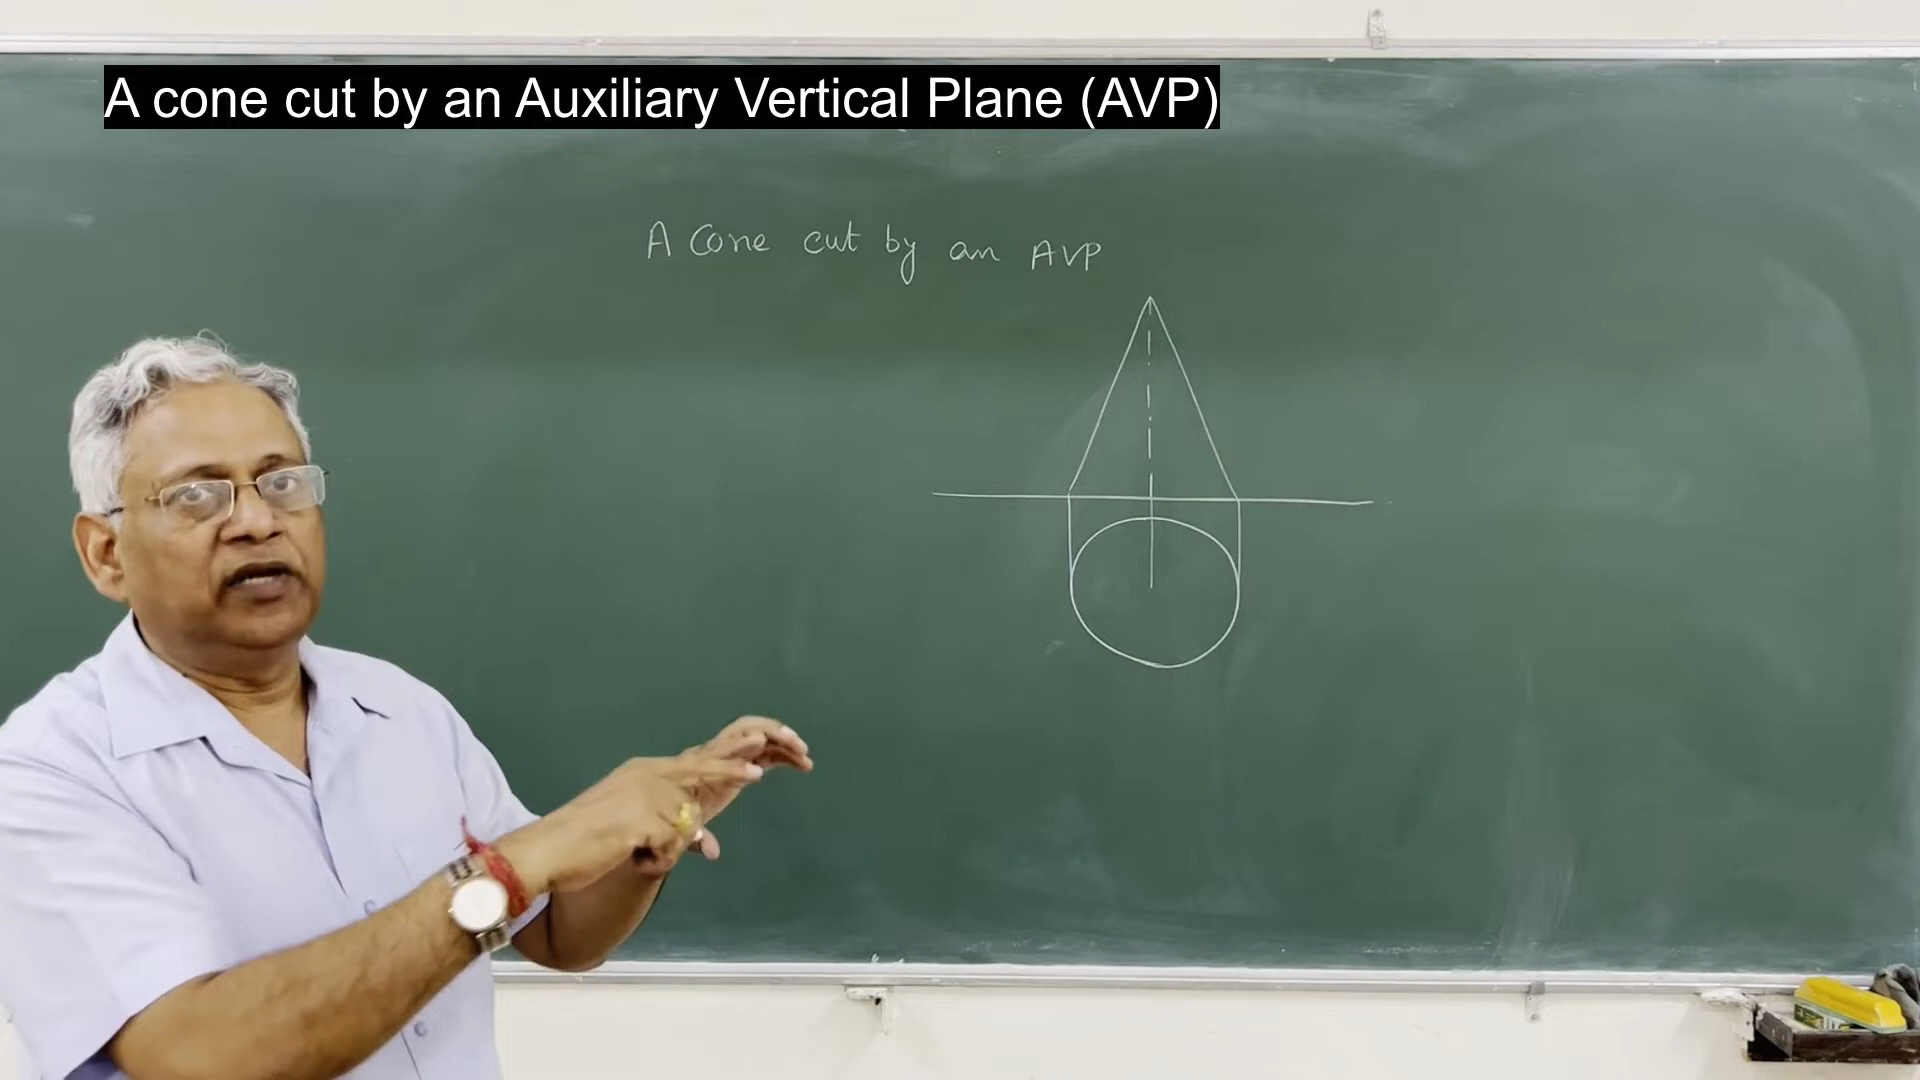 A cone cut by an Auxiliary Vertical Plane (AVP)
A Cone cut by an AVP